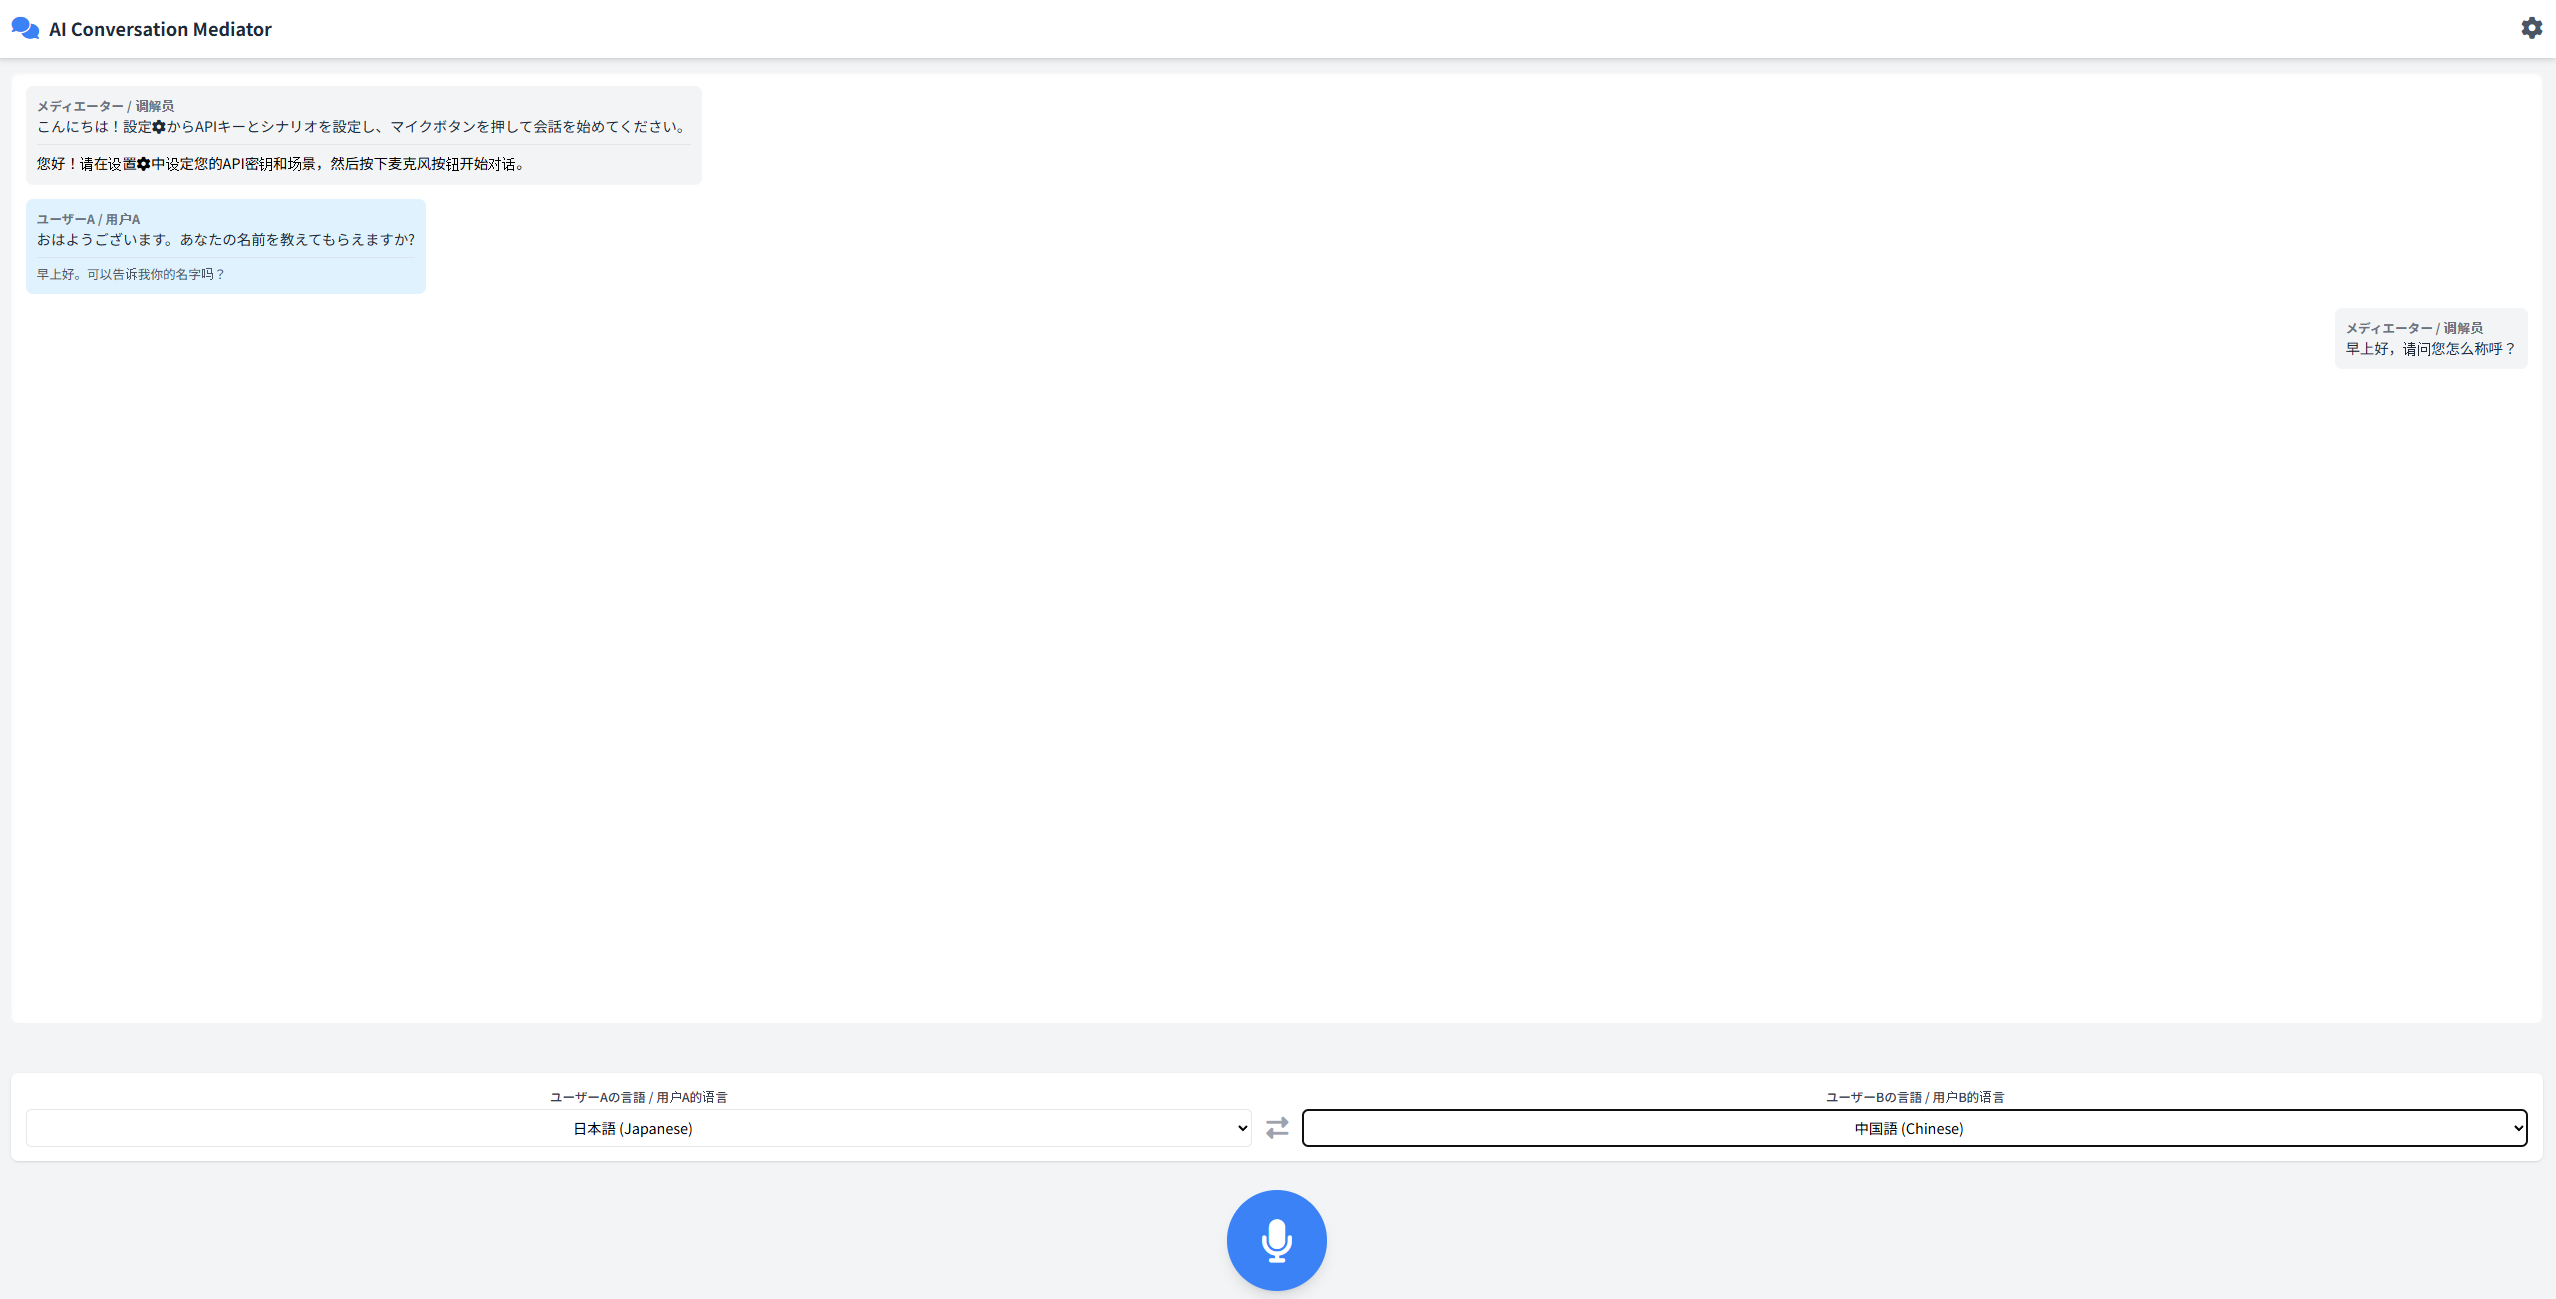 AI Conversation Mediator
メディエーター / 调解员
こんにちは！設定からAPIキーとシナリオを設定し、マイクボタンを押して会話を始めてください。
您好！请在设置中设定您的API密钥和场景，然后按下麦克风按钮开始对话。
ユーザーA / 用户A
おはようございます。あなたの名前を教えてもらえますか?
早上好。可以告诉我你的名字吗？
メディエーター / 调解员
早上好，请问您怎么称呼？
ユーザーAの言語 / 用户A的语言
日本語 (Japanese)
ユーザーBの言語 / 用户B的语言
中国語 (Chinese)